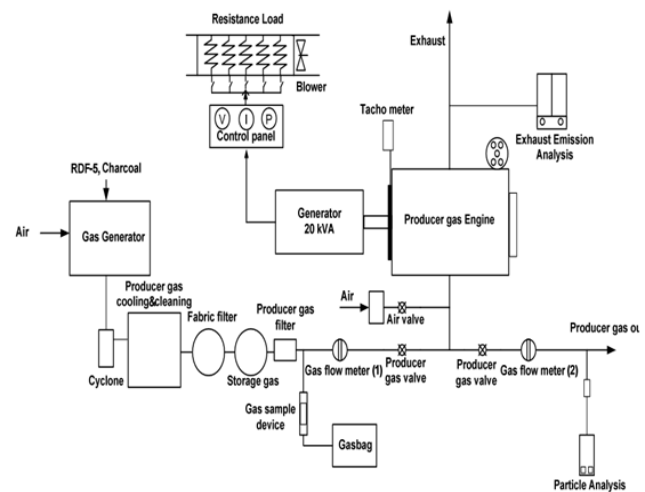 Resistance Load
Blower
V I P
Control panel
Exhaust
Tacho meter
Exhaust Emission
Analysis
RDF-5, Charcoal
Air
Gas Generator
Generator
20 kVA
Producer gas Engine
Producer gas
cooling&cleaning
Fabric filter
Producer gas
filter
Air
Air valve
Producer gas ou
Cyclone
Storage gas
Gas flow meter (1)
Producer
gas valve
Producer
gas valve
Gas flow meter (2)
Gas sample
device
Gasbag
Particle Analysis